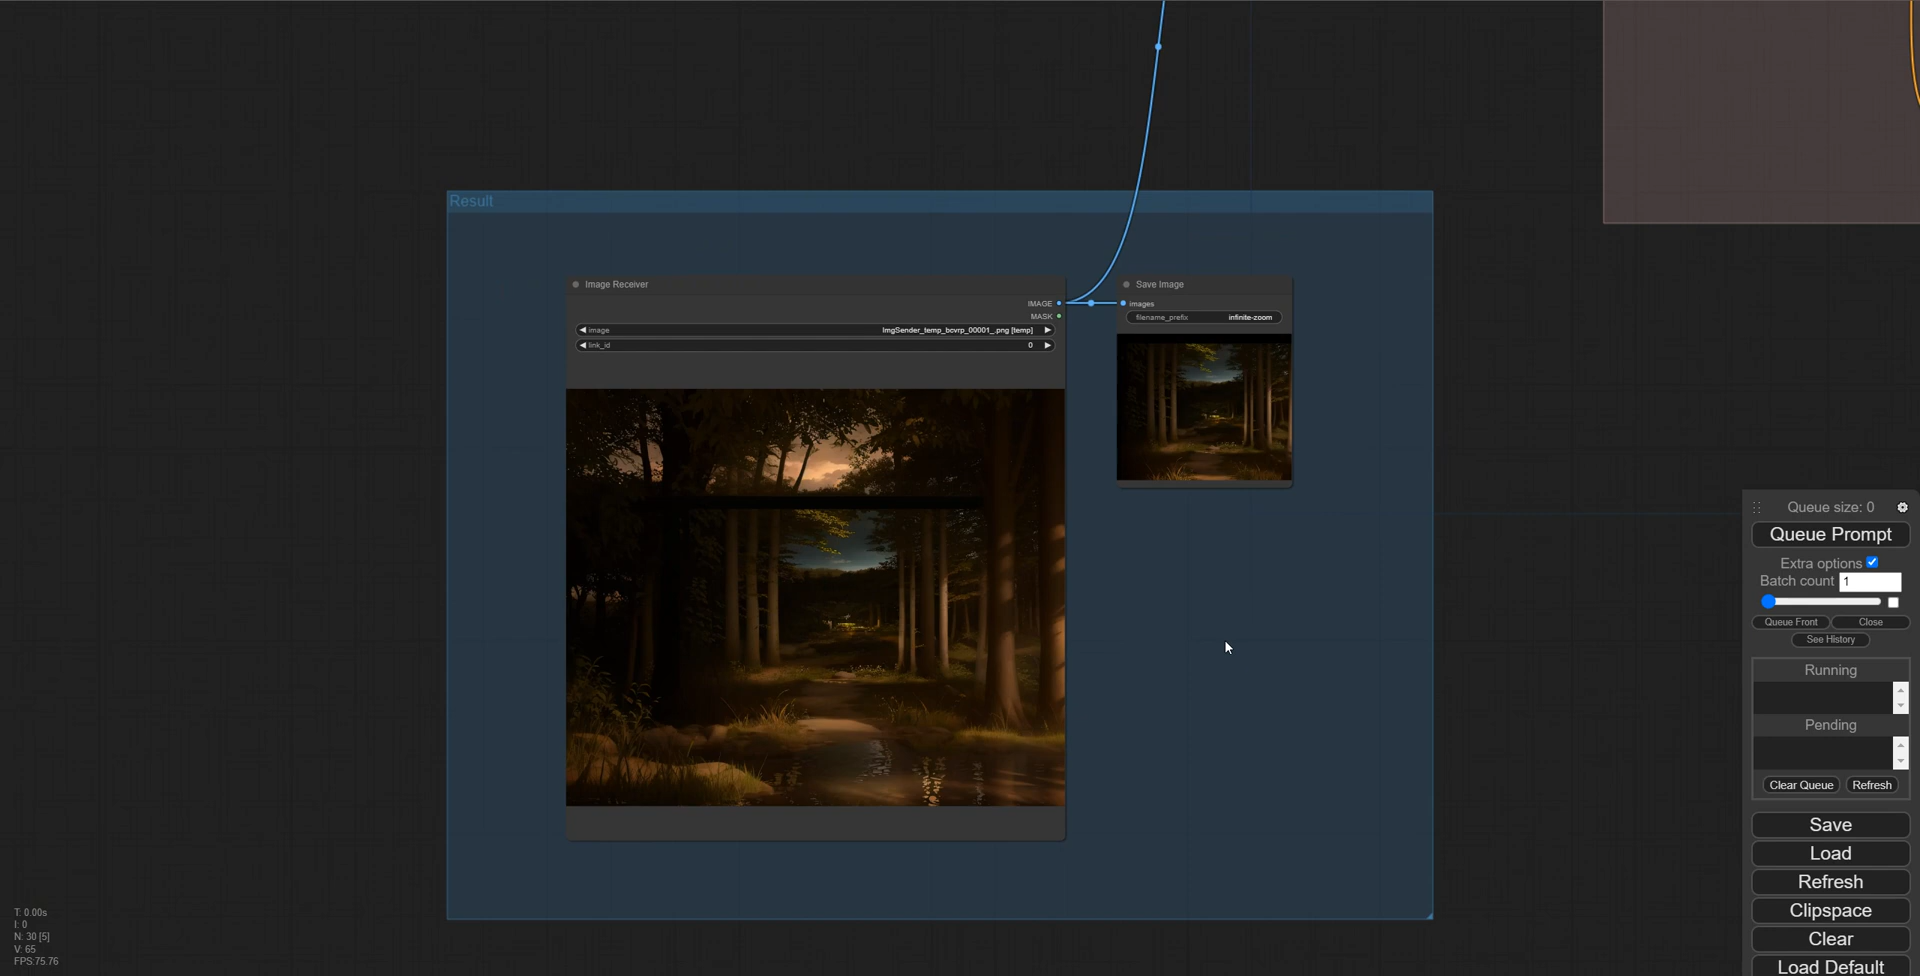 Result
Image Receiver
IMAGE
MASK
image ImgSender_temp_bcvrp_00001_.png [temp]
link_id 0
Save Image
images
filename_prefix infinite-zoom
Queue size: 0
Queue Prompt
Extra options
Batch count 1
Queue Front Close
See History
Running
Pending
Clear Queue Refresh
Save
Load
Refresh
Clipspace
Clear
Load Default
T: 0.00s
I: 0
N: 30 [5]
V: 65
FPS:75.76